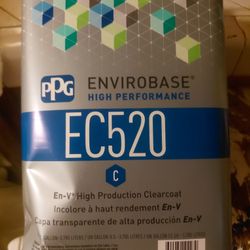 PPG
ENVIROBASE®
HIGH PERFORMANCE
EC520
C
En-V® High Production Clearcoat
Incolore à haut rendement En-V
Capa transparente de alta producción En-V